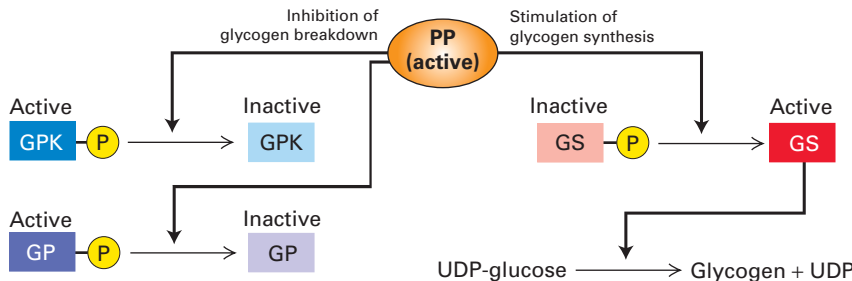 Inhibition of
glycogen breakdown
PP
(active)
Stimulation of
glycogen synthesis
Active
Inactive
Inactive
Active
GPK
P
GPK
GS
P
GS
Active
Inactive
GP
P
GP
UDP-glucose
Glycogen + UDP